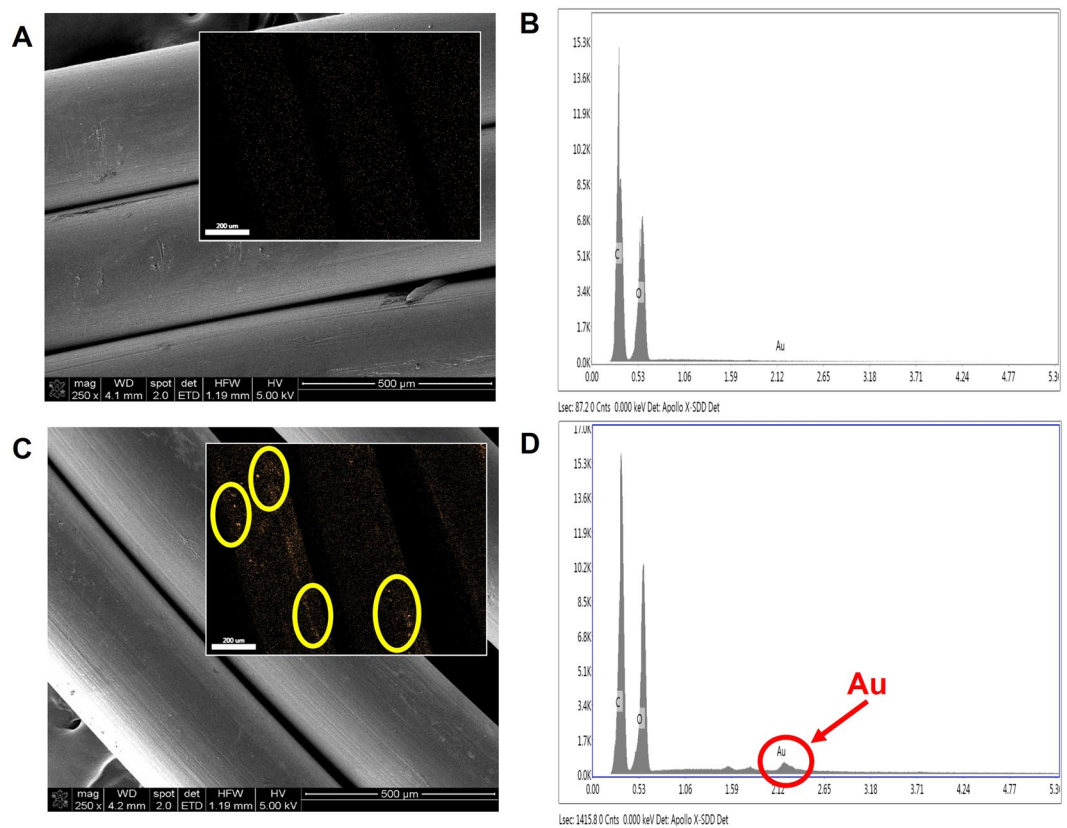 A
200 um
mag WD spot det HFW HV
250 x 4.1 mm 2.0 ETD 1.19 mm 5.00 kV
500 µm
B
15.3K
13.6K
11.9K
10.2K
8.5K
6.8K
5.1K
3.4K
1.7K
0.0K
C
O
Au
0.00 0.53 1.06 1.59 2.12 2.65 3.18 3.71 4.24 4.77 5.30
Lsec: 87.2 0 Cnts 0.000 keV Det: Apollo X-SDD Det
C
200 um
mag WD spot det HFW HV
250 x 4.2 mm 2.0 ETD 1.19 mm 5.00 kV
500 µm
D
17.0K
15.3K
13.6K
11.9K
10.2K
8.5K
6.8K
5.1K
3.4K
1.7K
0.0K
C
O
Au
Au
0.00 0.53 1.06 1.59 2.12 2.65 3.18 3.71 4.24 4.77 5.30
Lsec: 1415.8 0 Cnts 0.000 keV Det: Apollo X-SDD Det